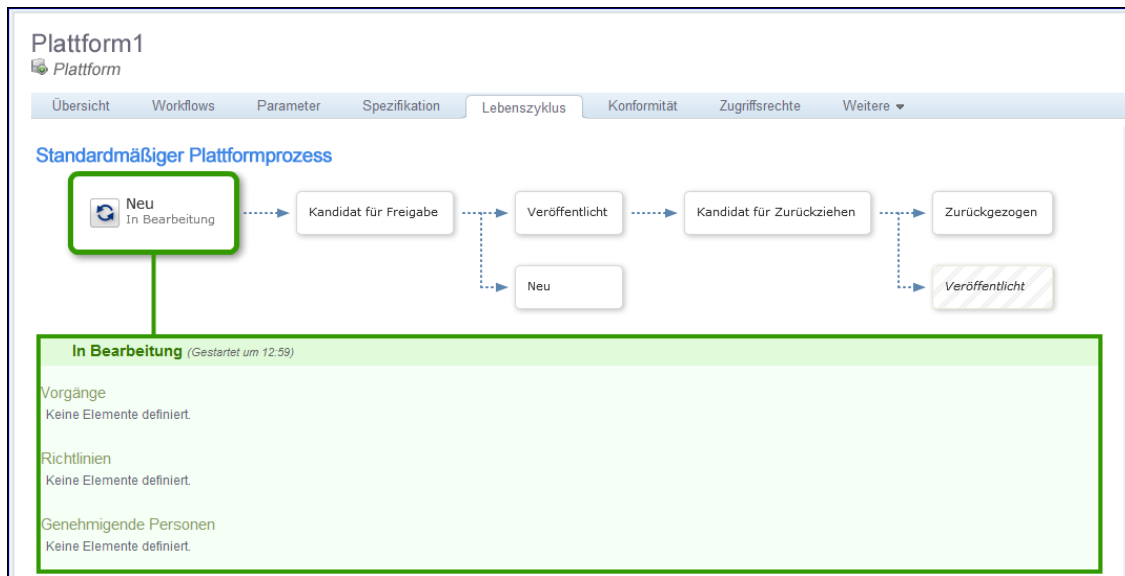 Plattform1
Plattform
Übersicht Workflows Parameter Spezifikation Lebenszyklus Konformität Zugriffsrechte Weitere
Standardmäßiger Plattformprozess
Neu
In Bearbeitung
Kandidat für Freigabe
Veröffentlicht
Kandidat für Zurückziehen
Zurückgezogen
Neu
Veröffentlicht
In Bearbeitung (Gestartet um 12:59)
Vorgänge
Keine Elemente definiert.
Richtlinien
Keine Elemente definiert.
Genehmigende Personen
Keine Elemente definiert.